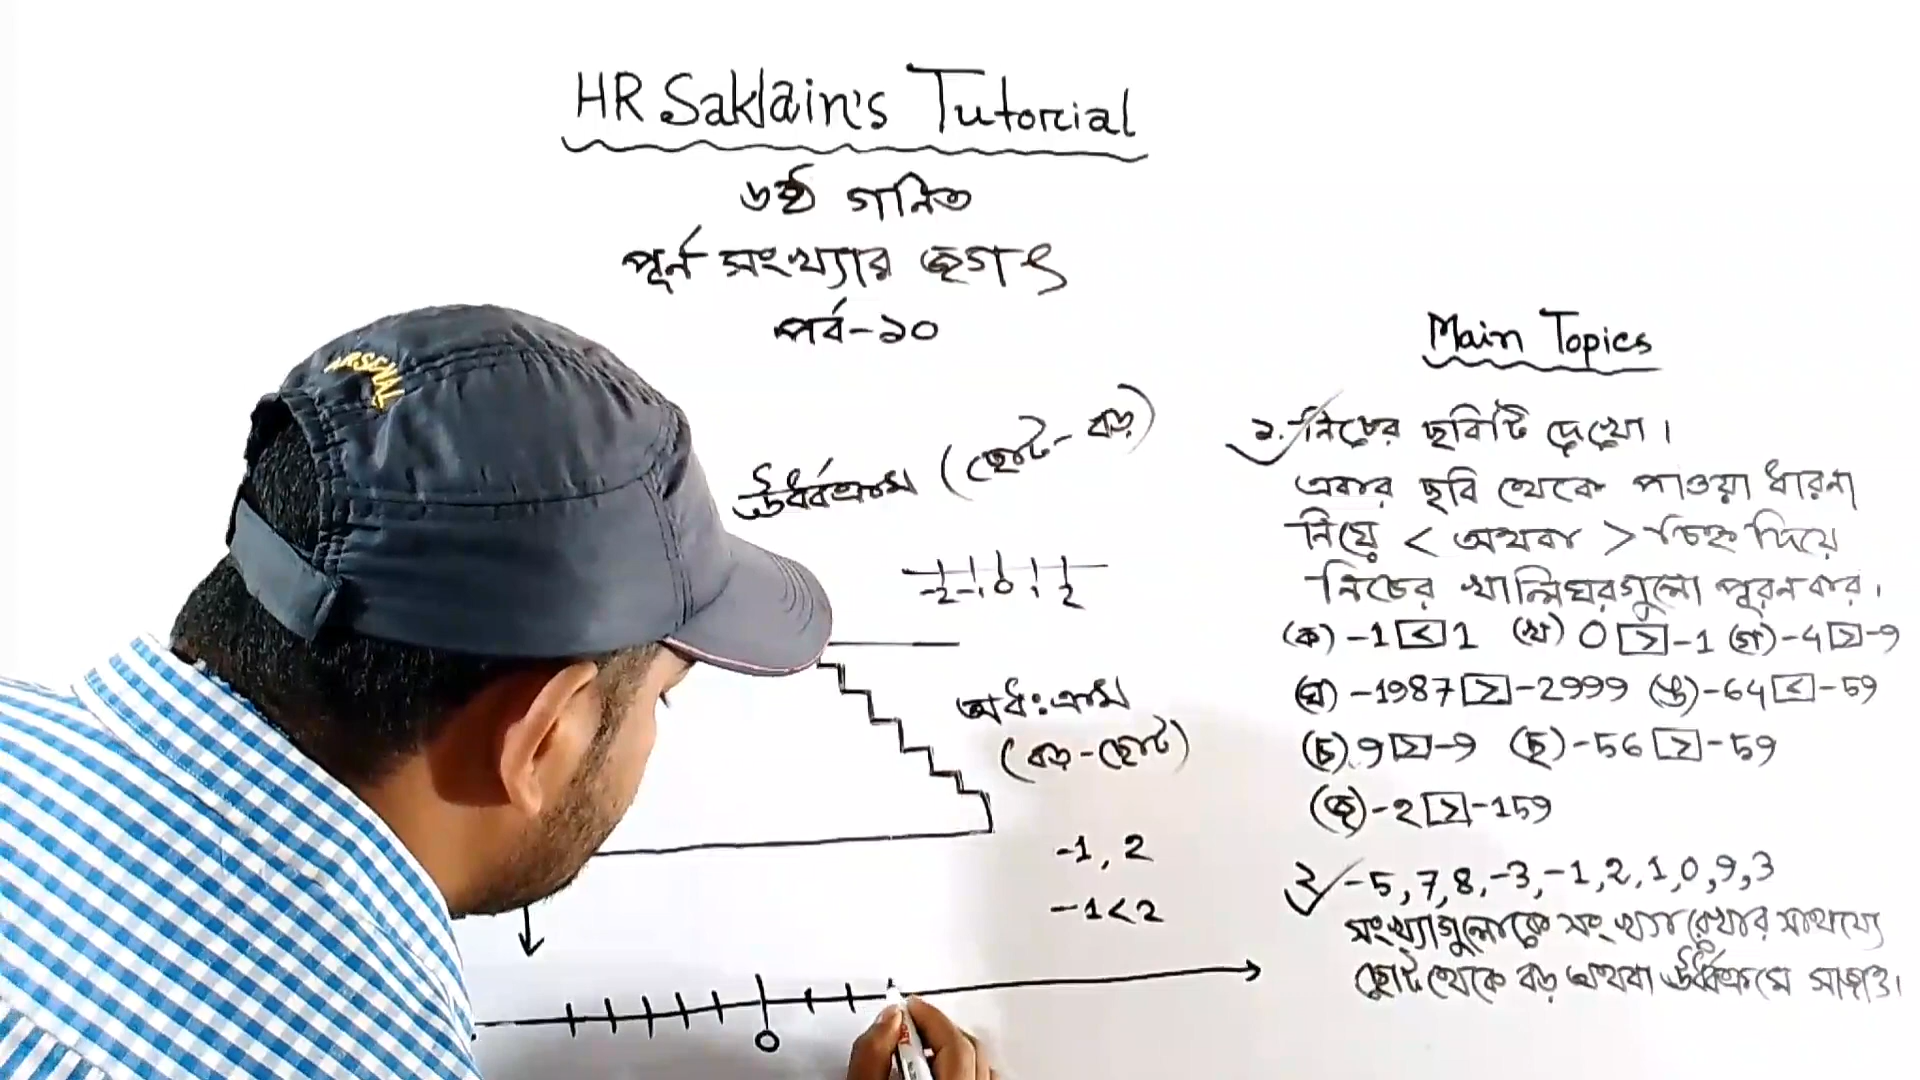 HR Saklain's Tutorial
৬ষ্ঠ গনিত
পূর্ন সংখ্যার জগৎ
পর্ব-১০
ARSENAL
ঊর্ধ্বক্রম (ছোট - বড়)
-2 -1 0 1 2
অধঃক্রম
(বড় - ছোট)
-1, 2
-1<2
0
Main Topics
১. নিচের ছবিটি দেখো।
এবার ছবি থেকে পাওয়া ধারনা
নিয়ে < অথবা > চিহ্ন দিয়ে
নিচের খালিঘরগুলো পূরন কর।
(ক) -1 < 1 (খ) 0 > -1 (গ) -4 > -9
(ঘ) -1987 > -2999 (ঙ) -64 < -59
(চ) 9 > -9 (ছ) -56 > -59
(জ) -2 > -159
২. -5, 7, 8, -3, -1, 2, 1, 0, 9, 3
সংখ্যাগুলোকে সংখ্যারেখার সাহায্যে
ছোট থেকে বড় অথবা ঊর্ধ্বক্রমে সাজাও।